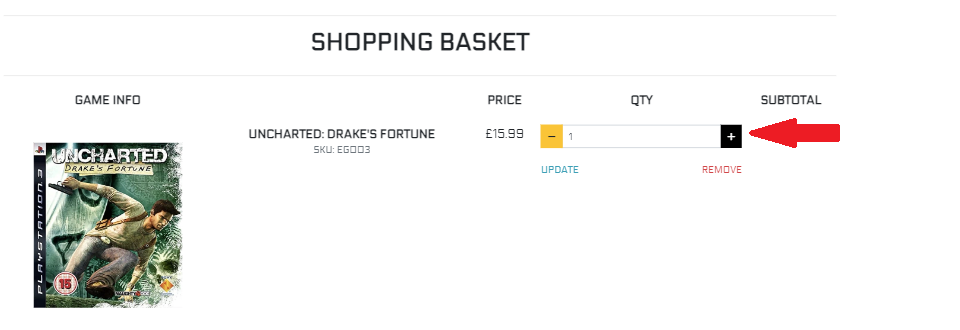 SHOPPING BASKET
GAME INFO PRICE QTY SUBTOTAL
UNCHARTED: DRAKE'S FORTUNE £15.99 − 1 +
SKU: EG003
UPDATE REMOVE
UNCHARTED
DRAKE'S FORTUNE
PLAYSTATION 3
15